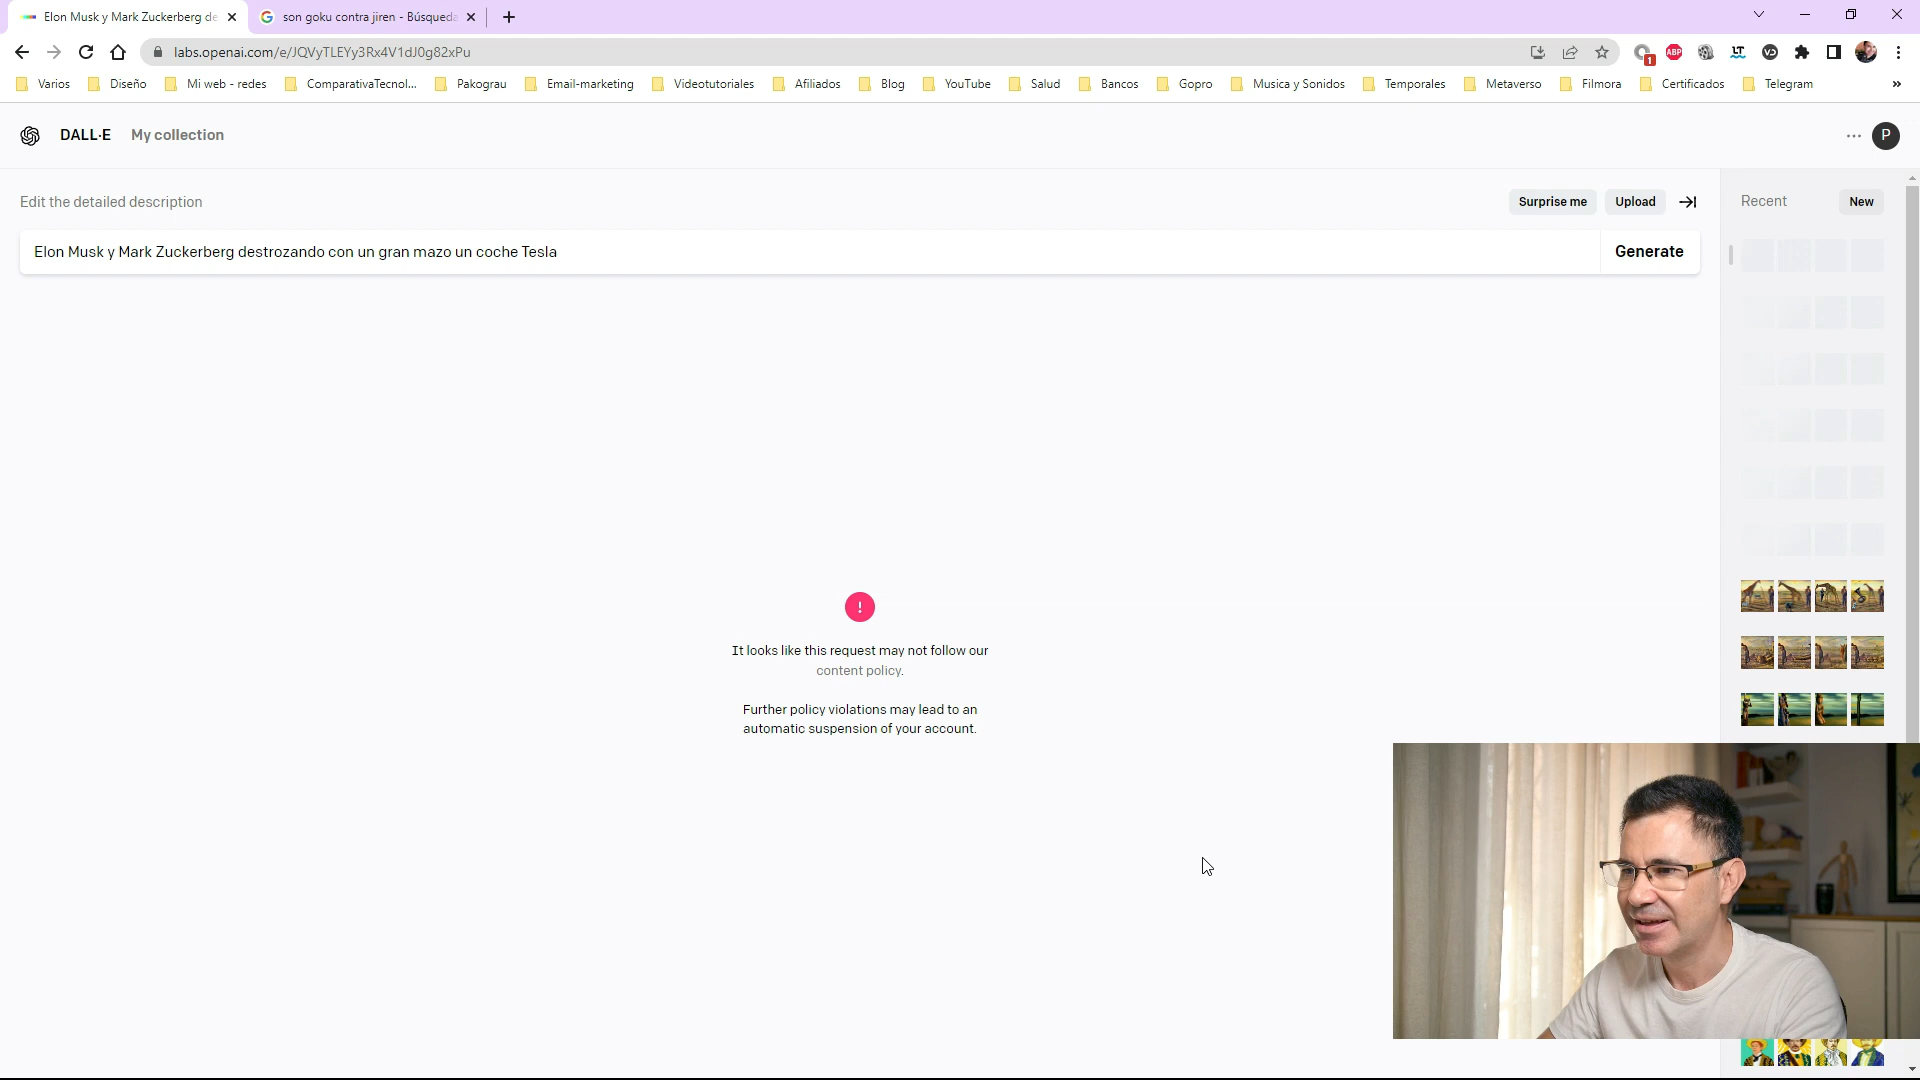 Elon Musk y Mark Zuckerberg de
son goku contra jiren - Búsqueda
labs.openai.com/e/JQVyTLEYy3Rx4V1dJ0g82xPu
1
ABP
LT
VD
Varios
Diseño
Mi web - redes
ComparativaTecnol...
Pakograu
Email-marketing
Videotutoriales
Afiliados
Blog
YouTube
Salud
Bancos
Gopro
Musica y Sonidos
Temporales
Metaverso
Filmora
Certificados
Telegram
»
DALL·E
My collection
P
Edit the detailed description
Surprise me
Upload
Recent
New
Elon Musk y Mark Zuckerberg destrozando con un gran mazo un coche Tesla
Generate
!
It looks like this request may not follow our
content policy.
Further policy violations may lead to an
automatic suspension of your account.